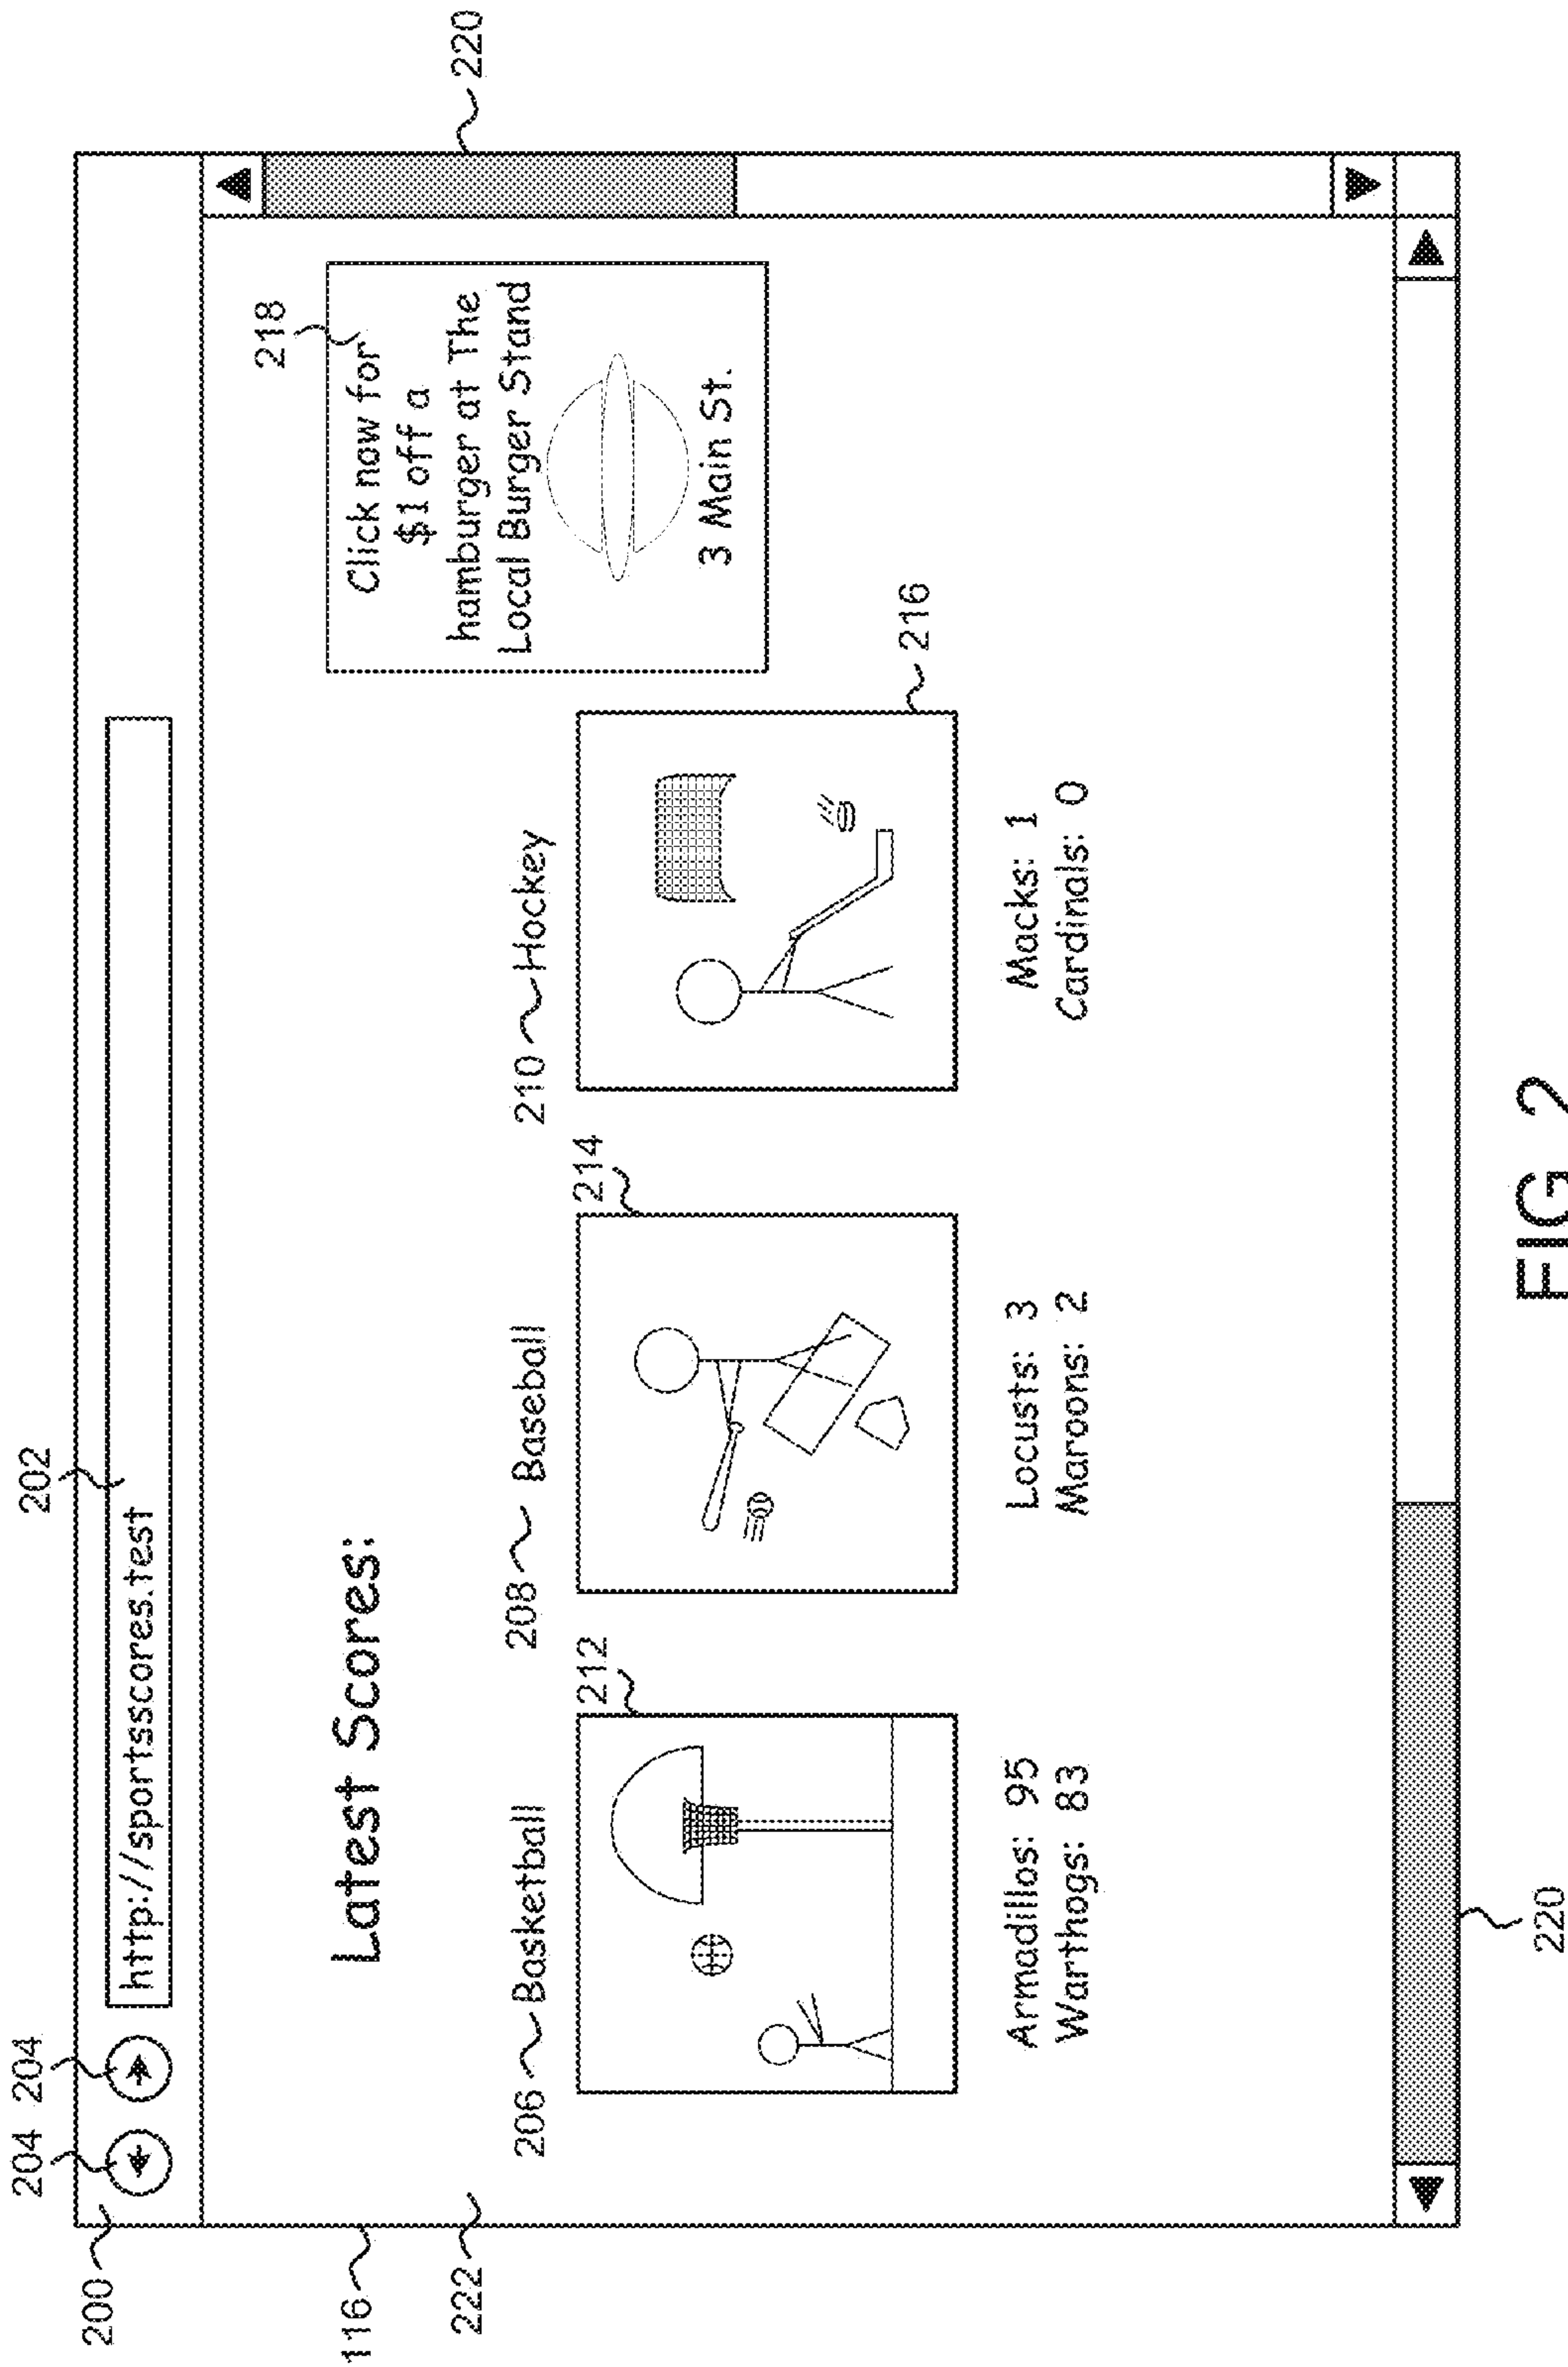 204 204
202
200
http://sportsscores.test
220
116
218
Click now for
$1 off a
hamburger at The
Local Burger Stand
3 Main St.
Latest Scores:
222
206 Basketball
208 Baseball
210 Hockey
212
214
216
Armadillos: 95
Warthogs: 83
Locusts: 3
Maroons: 2
Macks: 1
Cardinals: 0
220
FIG. 2